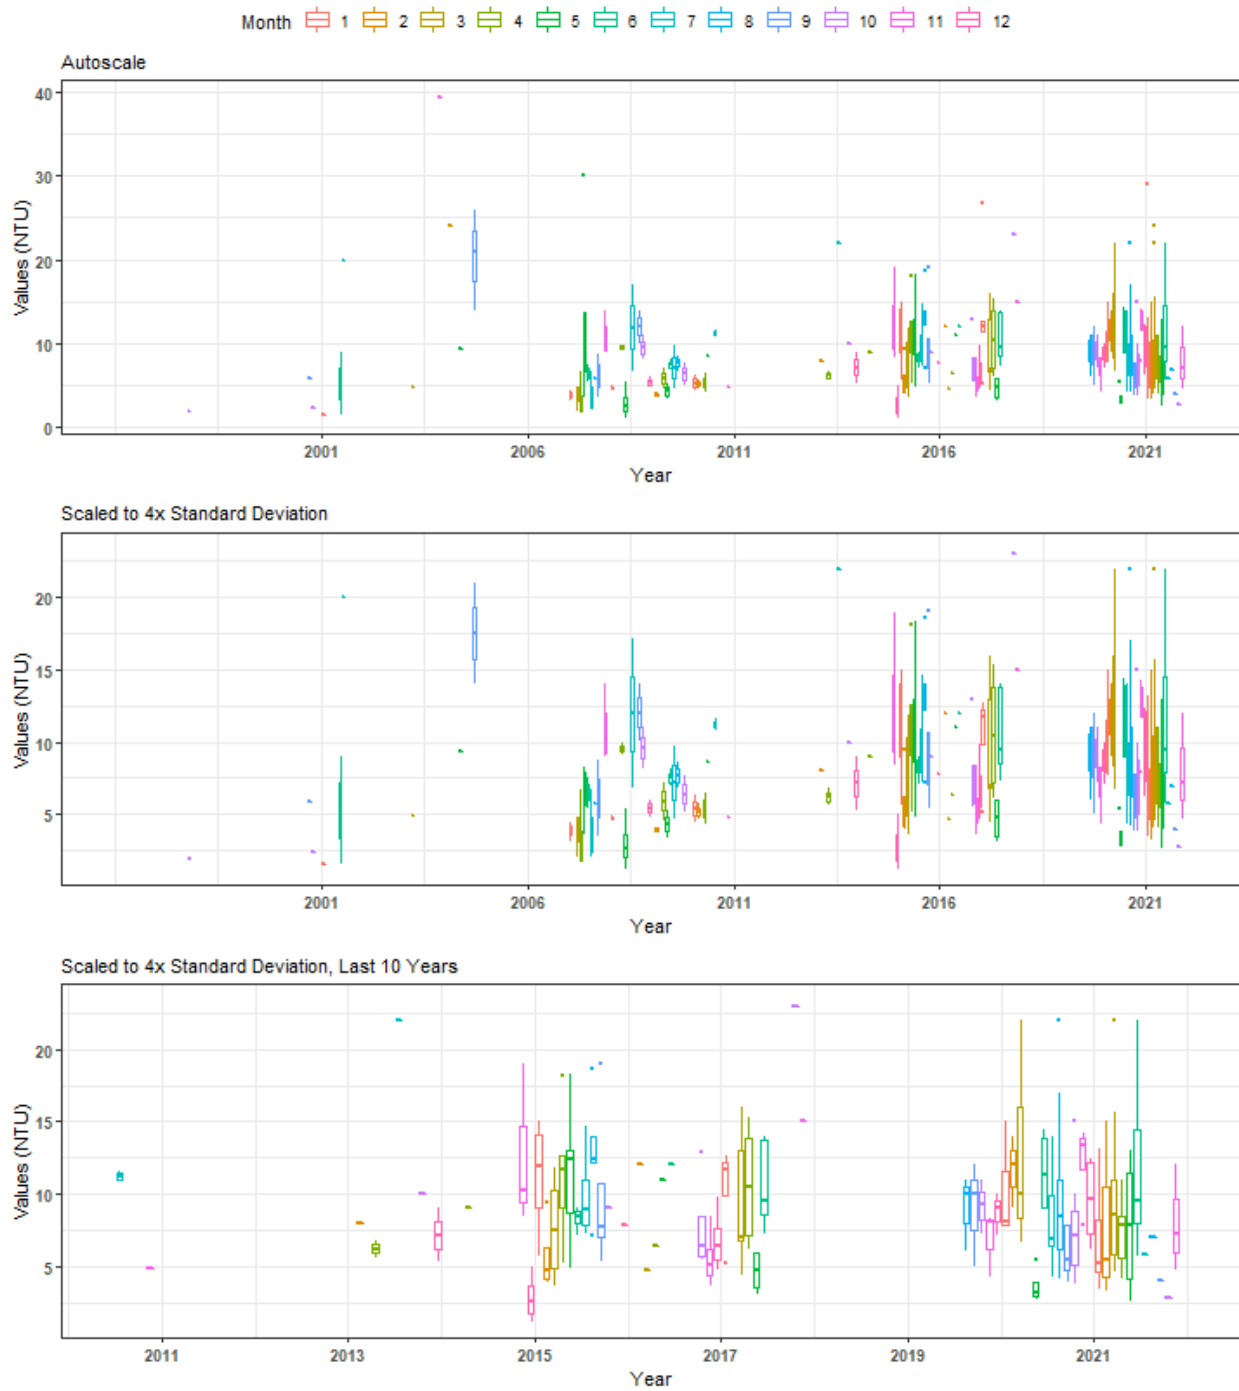 Month 1 2 3 4 5 6 7 8 9 10 11 12
Autoscale
Values (NTU)
40
30
20
10
0
2001 2006 2011 2016 2021
Year
Scaled to 4x Standard Deviation
Values (NTU)
20
15
10
5
2001 2006 2011 2016 2021
Year
Scaled to 4x Standard Deviation, Last 10 Years
Values (NTU)
20
15
10
5
2011 2013 2015 2017 2019 2021
Year